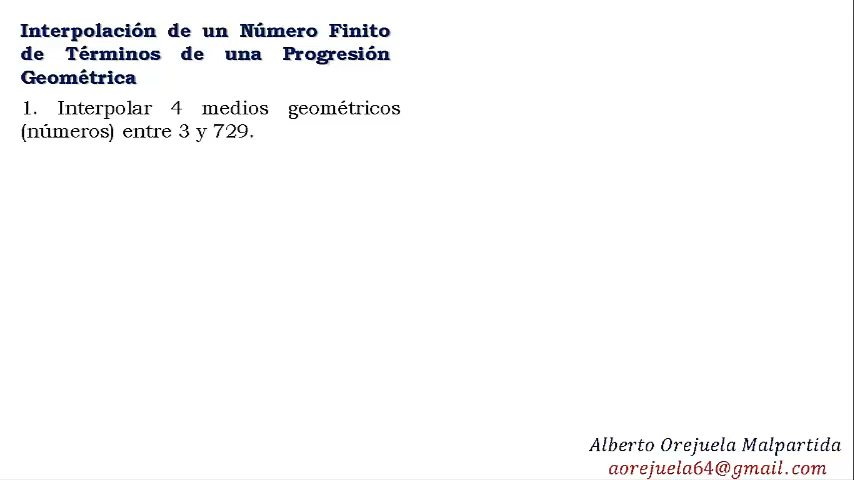 Interpolación de un Número Finito
de Términos de una Progresión
Geométrica
1. Interpolar 4 medios geométricos
(números) entre 3 y 729.
Alberto Orejuela Malpartida
aorejuela64@gmail.com